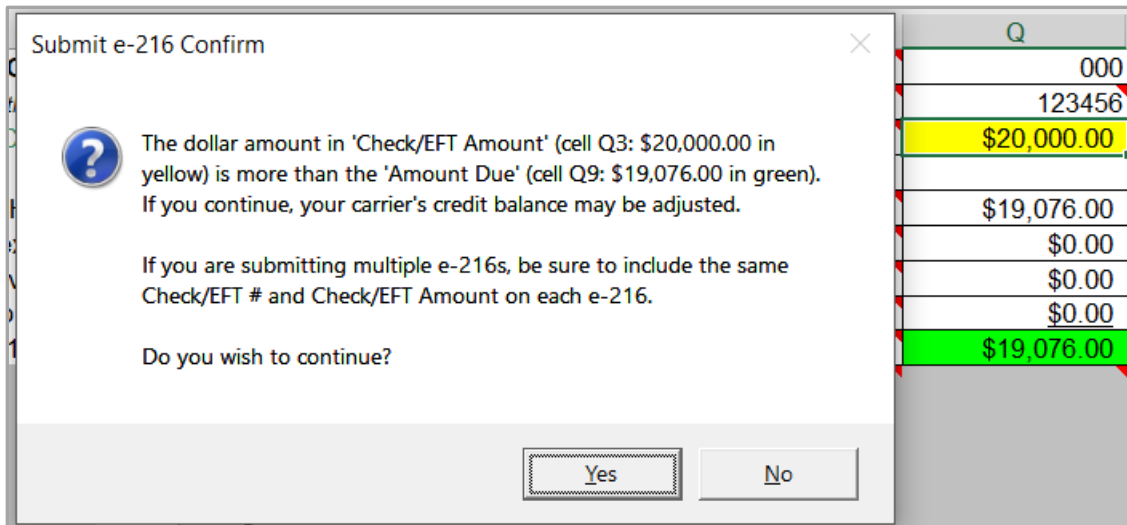 Submit e-216 Confirm
The dollar amount in 'Check/EFT Amount' (cell Q3: $20,000.00 in
yellow) is more than the 'Amount Due' (cell Q9: $19,076.00 in green).
If you continue, your carrier's credit balance may be adjusted.
If you are submitting multiple e-216s, be sure to include the same
Check/EFT # and Check/EFT Amount on each e-216.
Do you wish to continue?
Yes
No
Q
000
123456
$20,000.00
$19,076.00
$0.00
$0.00
$0.00
$19,076.00